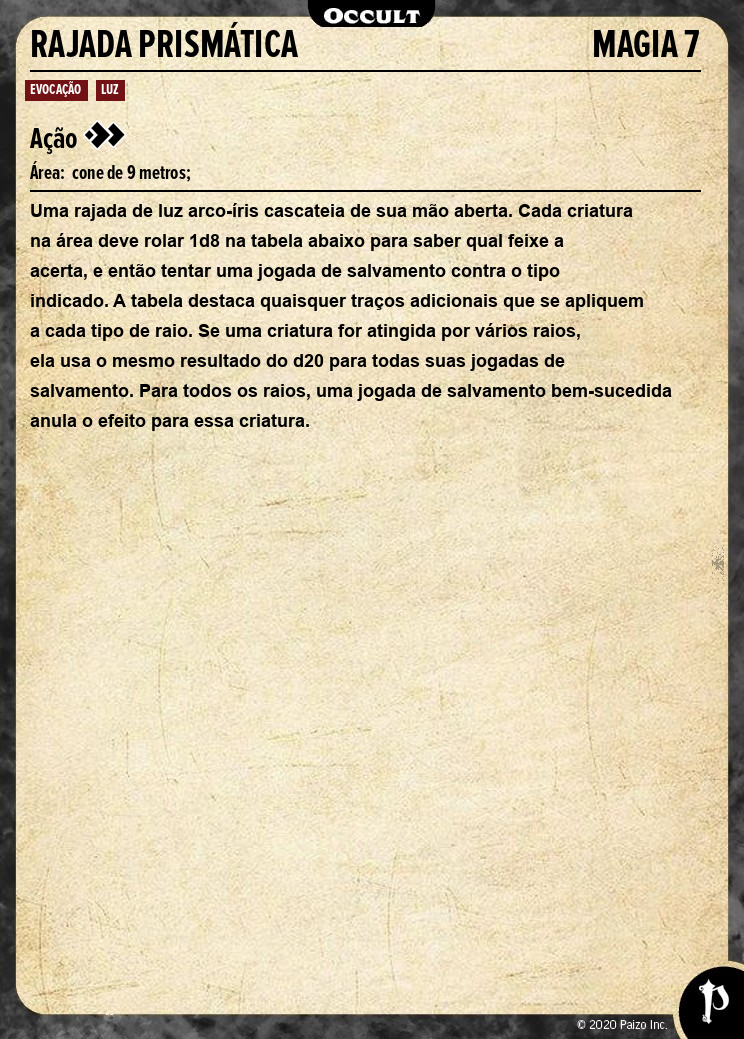 OCCULT
RAJADA PRISMÁTICA MAGIA 7
EVOCAÇÃO LUZ
Ação
Área: cone de 9 metros;
Uma rajada de luz arco-íris cascateia de sua mão aberta. Cada criatura
na área deve rolar 1d8 na tabela abaixo para saber qual feixe a
acerta, e então tentar uma jogada de salvamento contra o tipo
indicado. A tabela destaca quaisquer traços adicionais que se apliquem
a cada tipo de raio. Se uma criatura for atingida por vários raios,
ela usa o mesmo resultado do d20 para todas suas jogadas de
salvamento. Para todos os raios, uma jogada de salvamento bem-sucedida
anula o efeito para essa criatura.
© 2020 Paizo Inc.
P